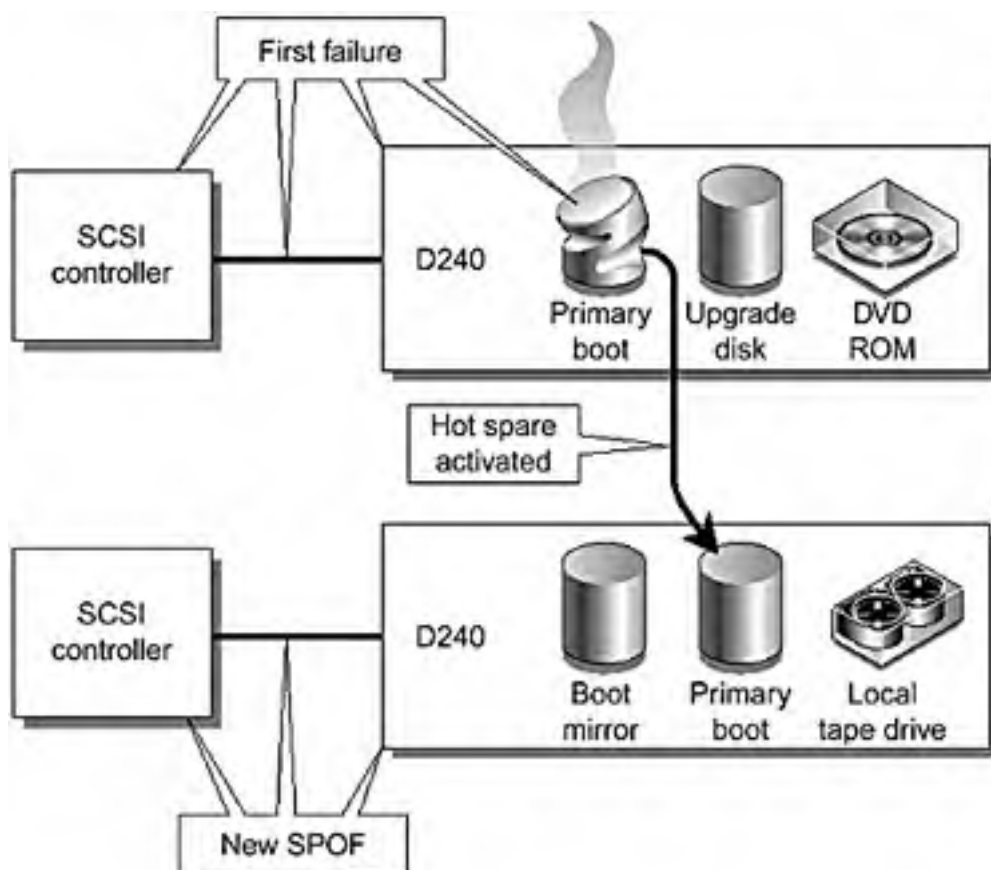 First failure
SCSI
controller
D240
Primary
boot
Upgrade
disk
DVD
ROM
Hot spare
activated
SCSI
controller
D240
Boot
mirror
Primary
boot
Local
tape drive
New SPOF